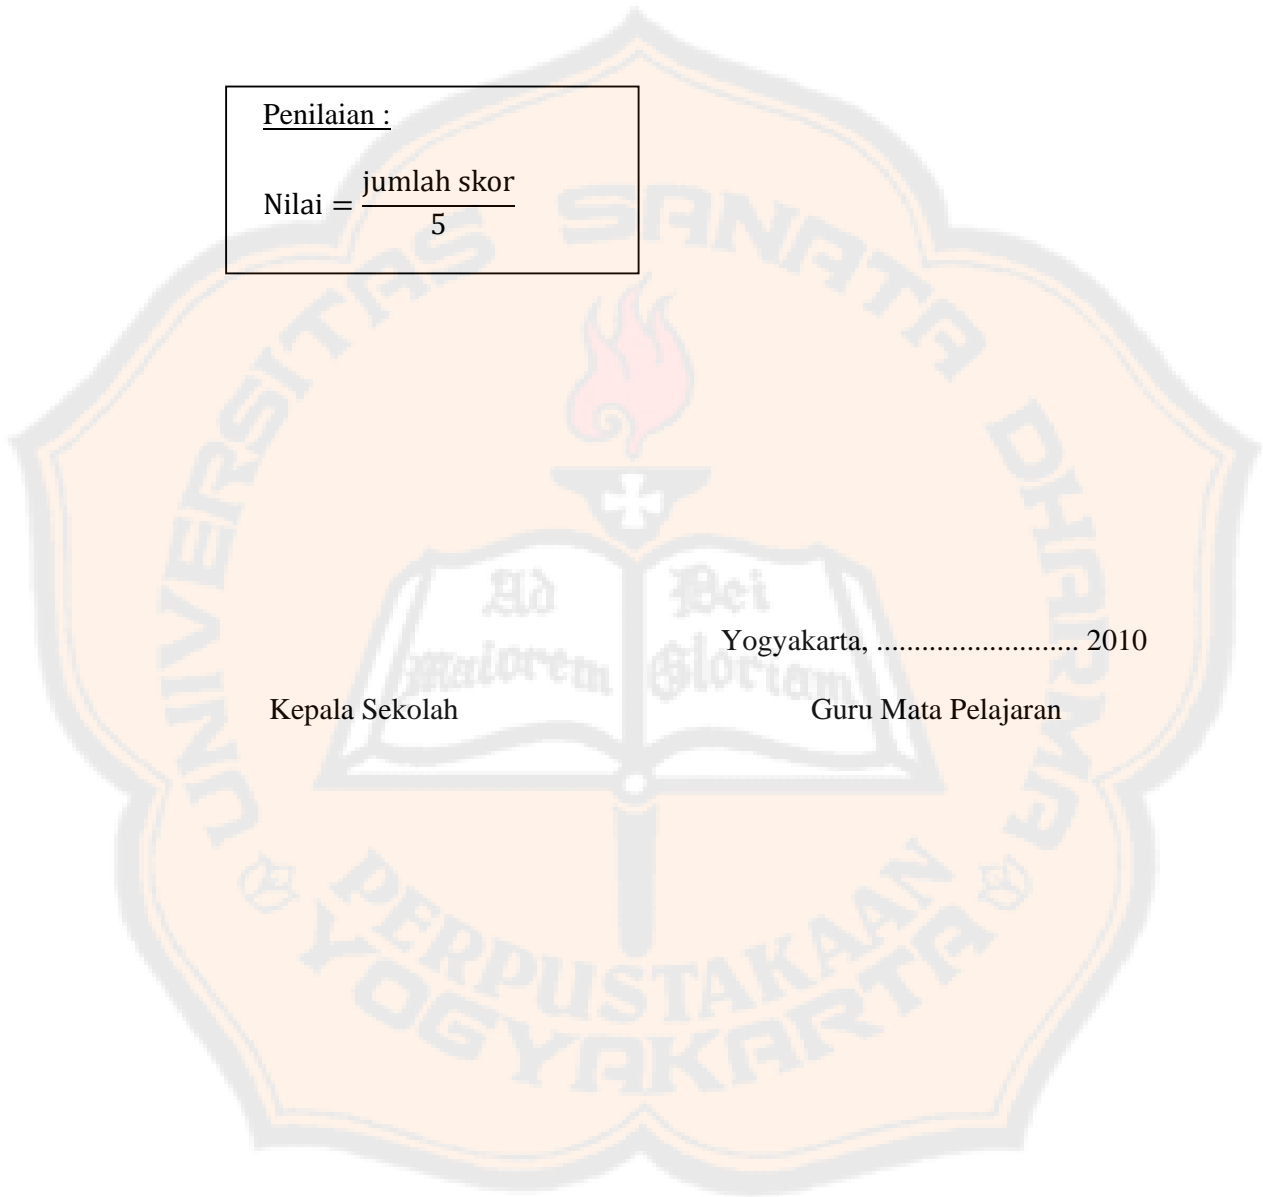 Penilaian :
Nilai = jumlah skor / 5
UNIVERSITAS SANATA DHARMA
Ad Dei
maiorem Gloriam
Yogyakarta, ........................... 2010
Kepala Sekolah Guru Mata Pelajaran
PERPUSTAKAAN
YOGYAKARTA